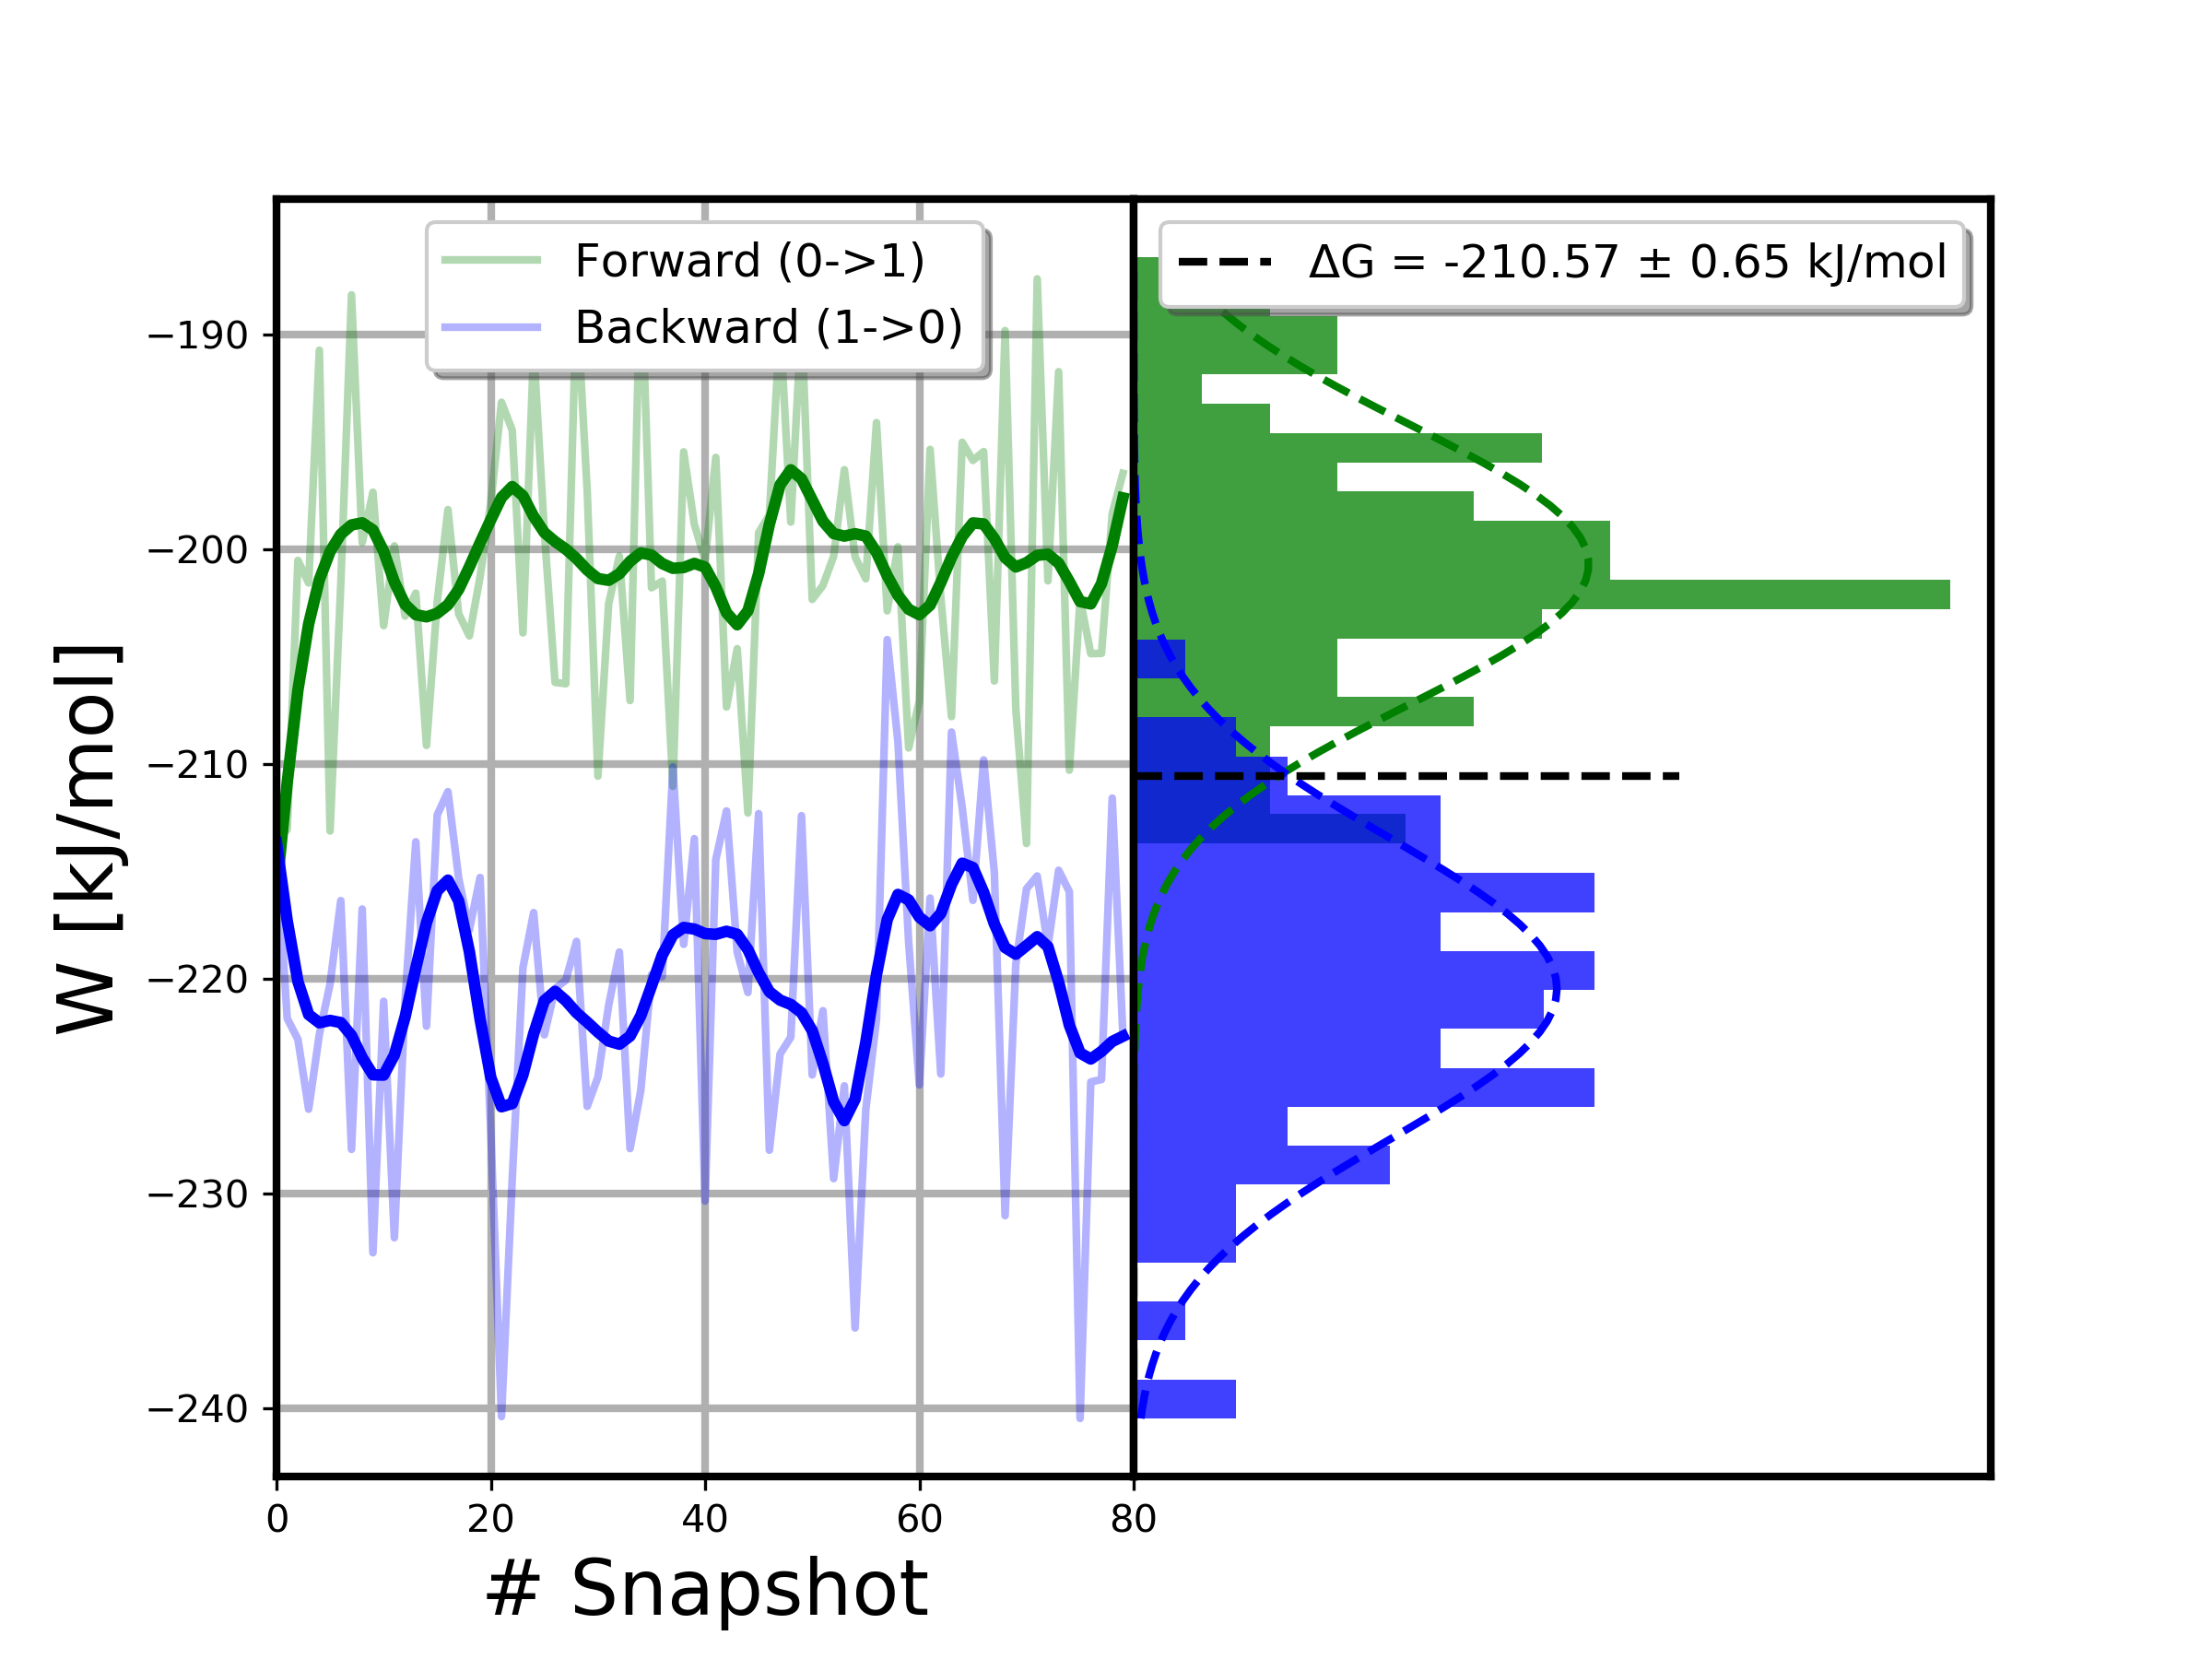 Forward (0->1)
Backward (1->0)
ΔG = -210.57 ± 0.65 kJ/mol
W [kJ/mol]
−190
−200
−210
−220
−230
−240
0 20 40 60 80
# Snapshot